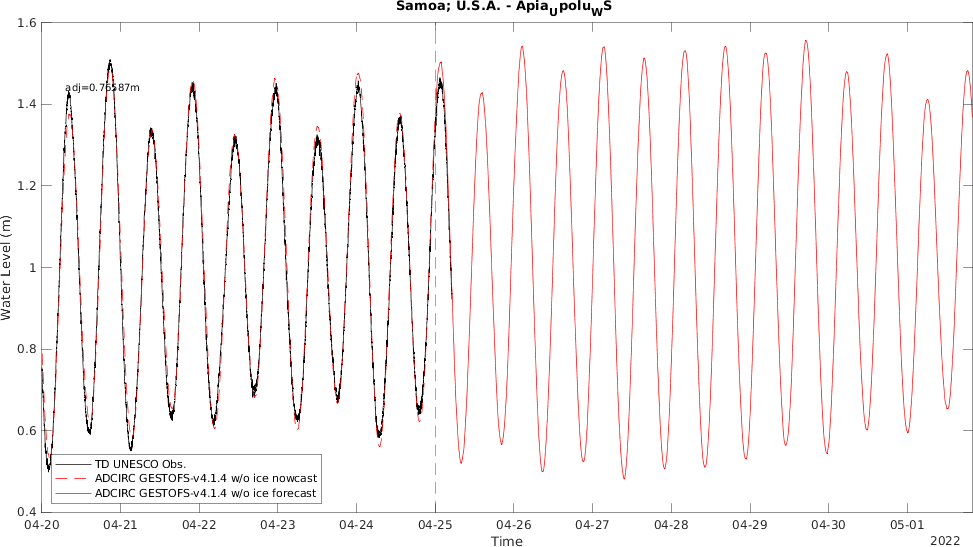 Samoa; U.S.A. - Apia_Upolu_WS
1.6
adj=0.76587m
1.4
1.2
1
0.8
0.6
0.4
Water Level (m)
TD UNESCO Obs.
ADCIRC GESTOFS-v4.1.4 w/o ice nowcast
ADCIRC GESTOFS-v4.1.4 w/o ice forecast
04-20 04-21 04-22 04-23 04-24 04-25 04-26 04-27 04-28 04-29 04-30 05-01
Time
2022